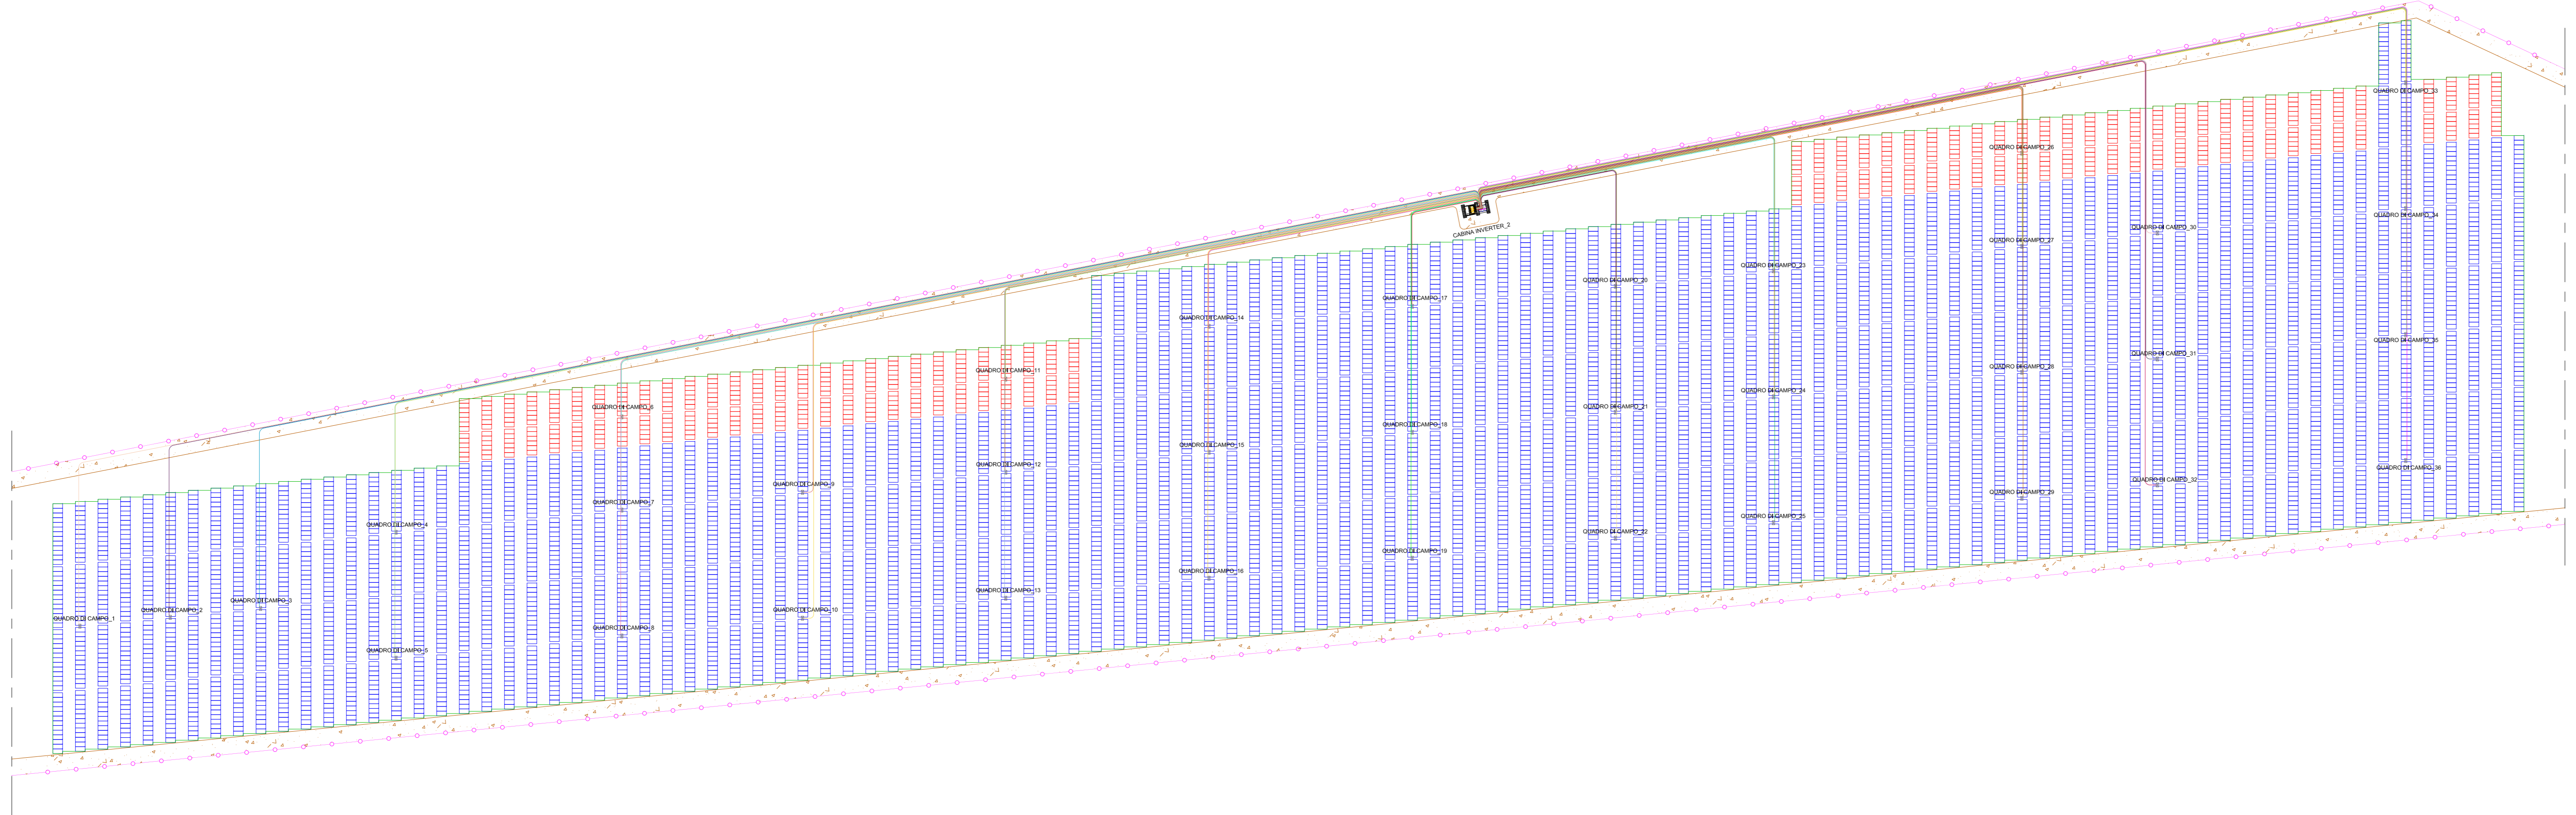 QUADRO DI CAMPO_1
QUADRO DI CAMPO_2
QUADRO DI CAMPO_3
QUADRO DI CAMPO_4
QUADRO DI CAMPO_5
QUADRO DI CAMPO_6
QUADRO DI CAMPO_7
QUADRO DI CAMPO_8
QUADRO DI CAMPO_9
QUADRO DI CAMPO_10
QUADRO DI CAMPO_11
QUADRO DI CAMPO_12
QUADRO DI CAMPO_13
QUADRO DI CAMPO_14
QUADRO DI CAMPO_15
QUADRO DI CAMPO_16
QUADRO DI CAMPO_17
QUADRO DI CAMPO_18
QUADRO DI CAMPO_19
CABINA INVERTER_2
QUADRO DI CAMPO_20
QUADRO DI CAMPO_21
QUADRO DI CAMPO_22
QUADRO DI CAMPO_23
QUADRO DI CAMPO_24
QUADRO DI CAMPO_25
QUADRO DI CAMPO_26
QUADRO DI CAMPO_27
QUADRO DI CAMPO_28
QUADRO DI CAMPO_29
QUADRO DI CAMPO_30
QUADRO DI CAMPO_31
QUADRO DI CAMPO_32
QUADRO DI CAMPO_33
QUADRO DI CAMPO_34
QUADRO DI CAMPO_35
QUADRO DI CAMPO_36